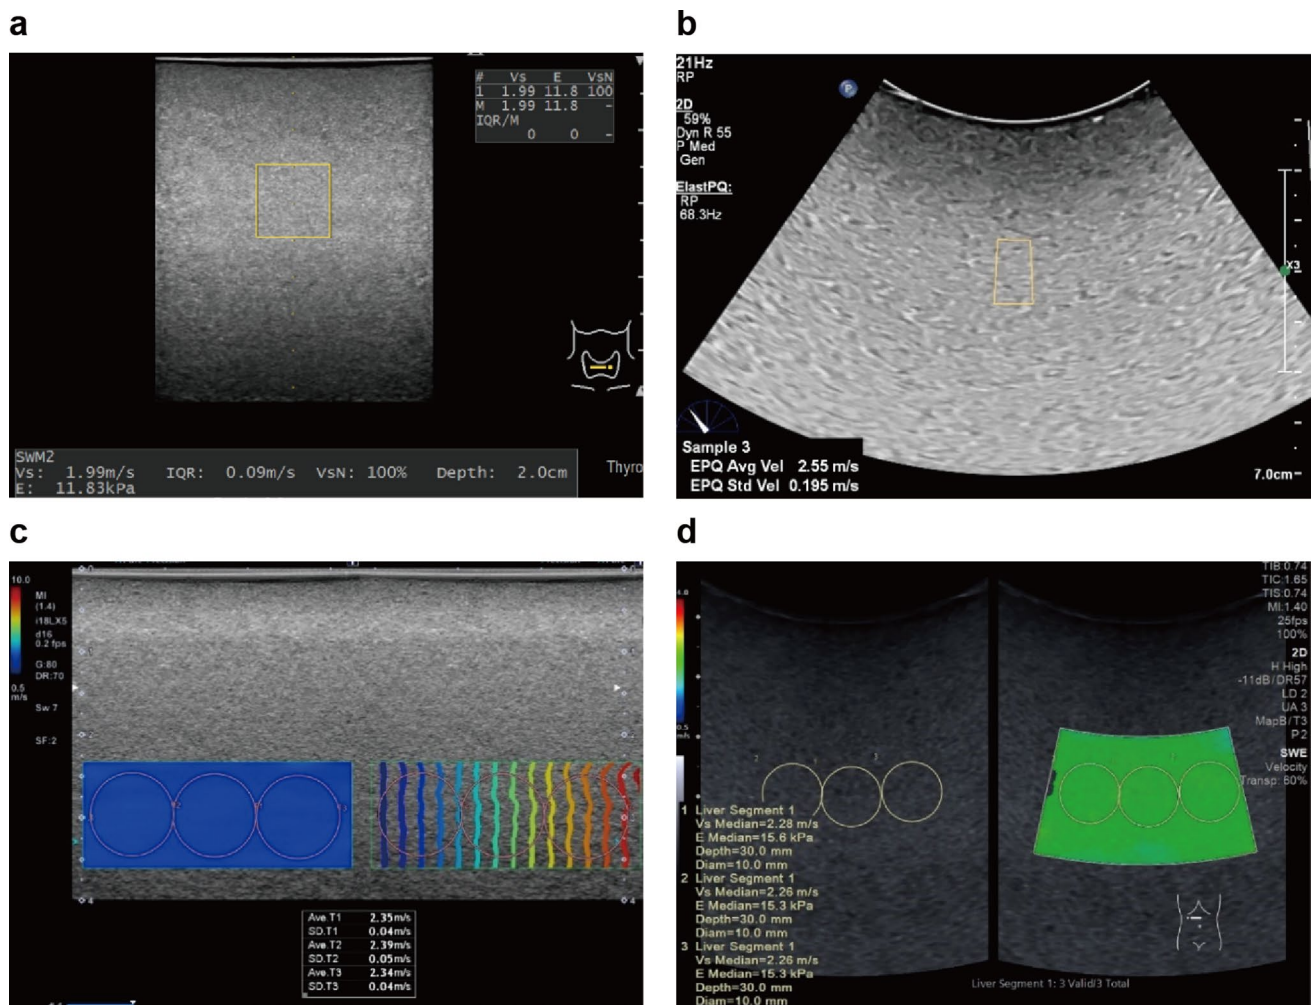 a
# Vs E VsN
1 1.99 11.8 100
M 1.99 11.8 -
IQR/M
0 0 -
SWM2
Vs: 1.99m/s IQR: 0.09m/s VsN: 100% Depth: 2.0cm
E: 11.83kPa
Thyro
b
21Hz
RP
2D
59%
Dyn R 55
P Med
Gen
ElastPQ:
RP
68.3Hz
P
X3
Sample 3
EPQ Avg Vel 2.55 m/s
EPQ Std Vel 0.195 m/s
7.0cm
c
10.0
MI
(1.4)
i18LX5
d16
0.2 fps
G:80
DR:70
0.5
m/s
Sw 7
SF:2
4
4
Ave.T1 2.35m/s
SD.T1 0.04m/s
Ave.T2 2.39m/s
SD.T2 0.05m/s
Ave.T3 2.34m/s
SD.T3 0.04m/s
d
4.0
0.5
m/s
TIB:0.74
TIC:1.65
TIS:0.74
MI:1.40
25fps
100%
2D
H High
-11dB/DR57
LD 2
UA 3
MapB/T3
P 2
SWE
Velocity
Transp: 60%
1 Liver Segment 1
Vs Median=2.28 m/s
E Median=15.6 kPa
Depth=30.0 mm
Diam=10.0 mm
2 Liver Segment 1
Vs Median=2.26 m/s
E Median=15.3 kPa
Depth=30.0 mm
Diam=10.0 mm
3 Liver Segment 1
Vs Median=2.26 m/s
E Median=15.3 kPa
Depth=30.0 mm
Diam=10.0 mm
Liver Segment 1: 3 Valid/3 Total